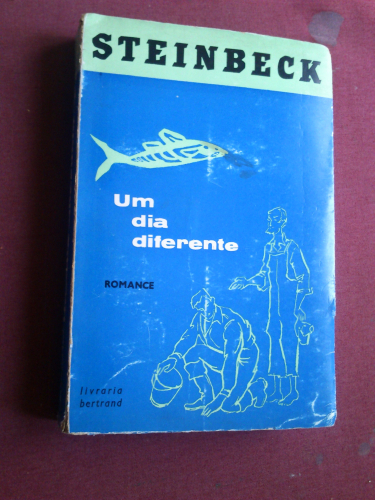 STEINBECK
Um
dia
diferente
ROMANCE
livraria
bertrand